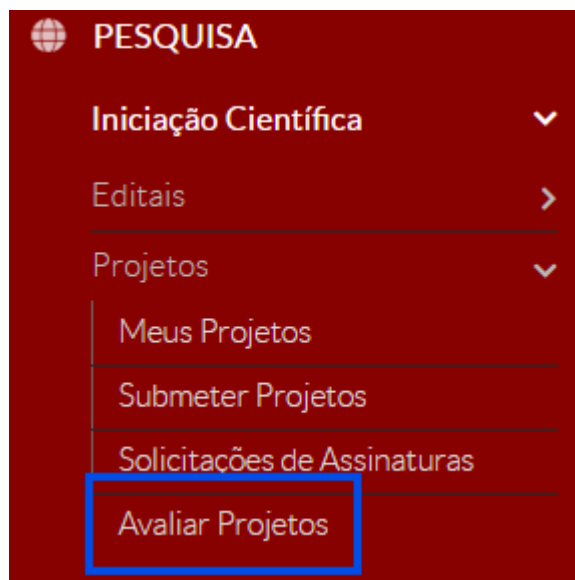 PESQUISA
Iniciação Científica
Editais
Projetos
Meus Projetos
Submeter Projetos
Solicitações de Assinaturas
Avaliar Projetos